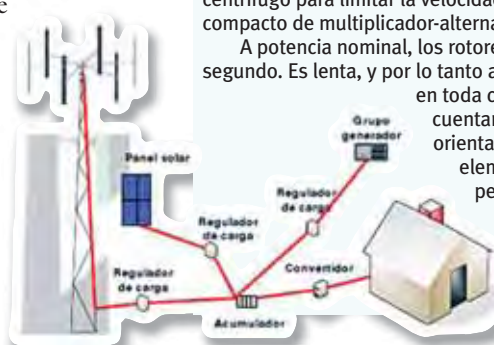 e
centrífugo para limitar la velocidad
compacto de multiplicador-alterna
A potencia nominal, los rotore
segundo. Es lenta, y por lo tanto a
en toda c
cuentan
orienta
elem
pe
Grupo
generador
Panel solar
Regulador
de carga
Regulador
de carga
Regulador
de carga
Convertidor
Acumulador